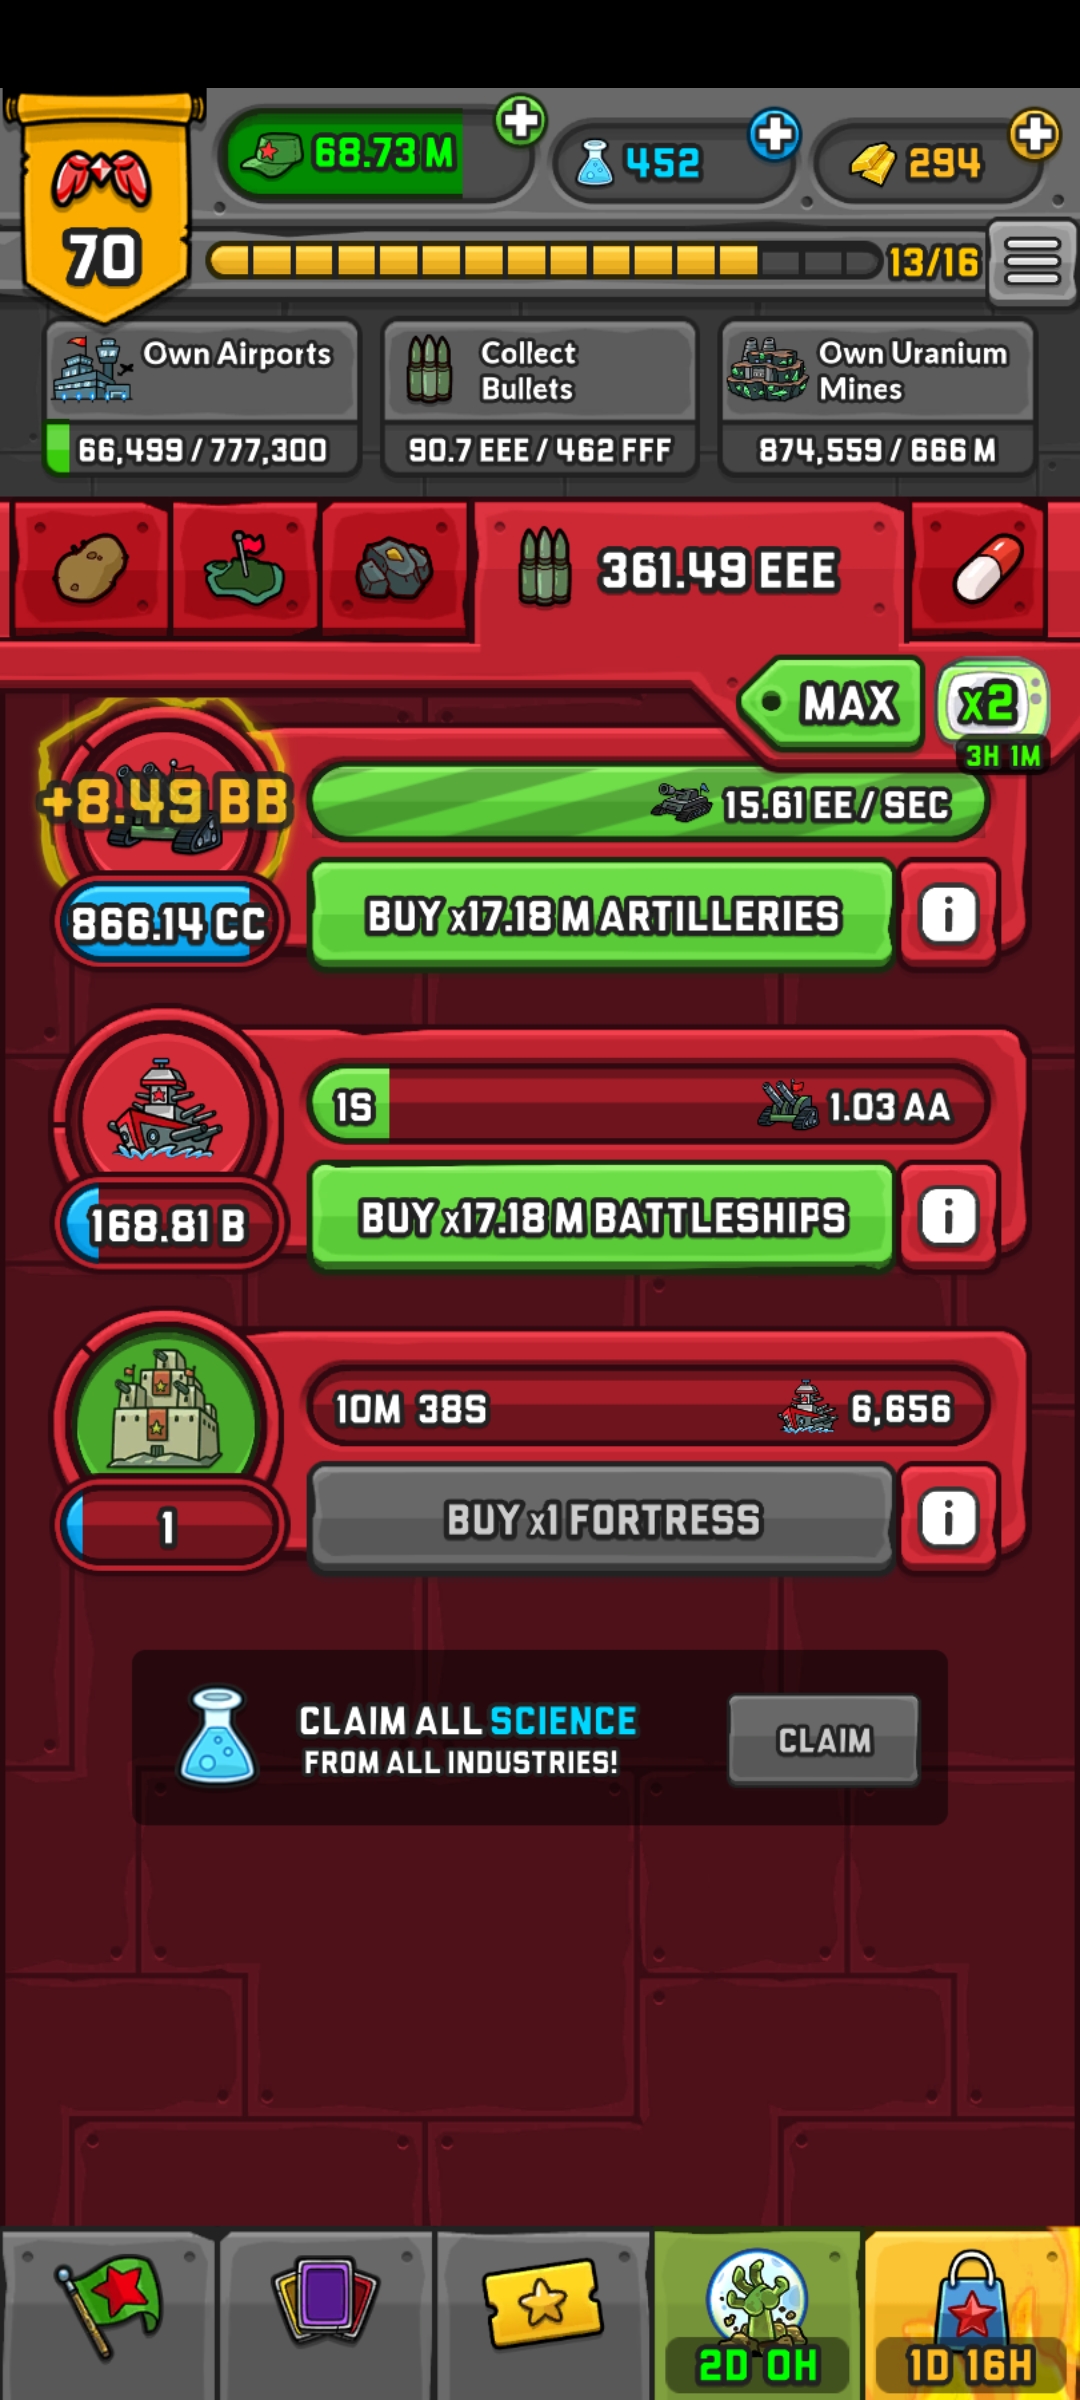 68.73 M
452
294
70
13/16
Own Airports
66,499 / 777,300
Collect
Bullets
90.7 EEE / 462 FFF
Own Uranium
Mines
874,559 / 666 M
361.49 EEE
MAX
x2
3H 1M
+8.49 BB
15.61 EE / SEC
866.14 CC
BUY x17.18 M ARTILLERIES
i
1S
1.03 AA
168.81 B
BUY x17.18 M BATTLESHIPS
i
10M 38S
6,656
1
BUY x1 FORTRESS
i
CLAIM ALL SCIENCE
FROM ALL INDUSTRIES!
CLAIM
2D 0H
1D 16H